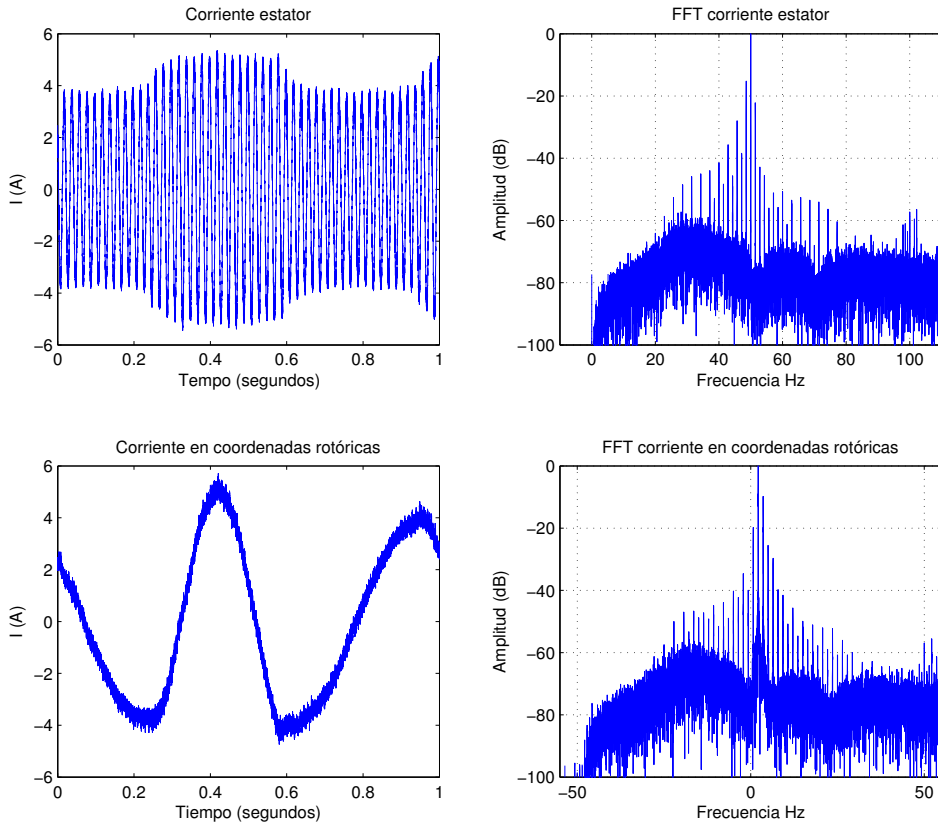 Corriente estator
I (A)
6
4
2
0
−2
−4
−6
0 0.2 0.4 0.6 0.8 1
Tempo (segundos)
FFT corriente estator
Amplitud (dB)
0
−20
−40
−60
−80
−100
0 20 40 60 80 100
Frecuencia Hz
Corriente en coordenadas rotóricas
I (A)
6
4
2
0
−2
−4
−6
0 0.2 0.4 0.6 0.8 1
Tiempo (segundos)
FFT corriente en coordenadas rotóricas
Amplitud (dB)
0
−20
−40
−60
−80
−100
−50 0 50
Frecuencia Hz